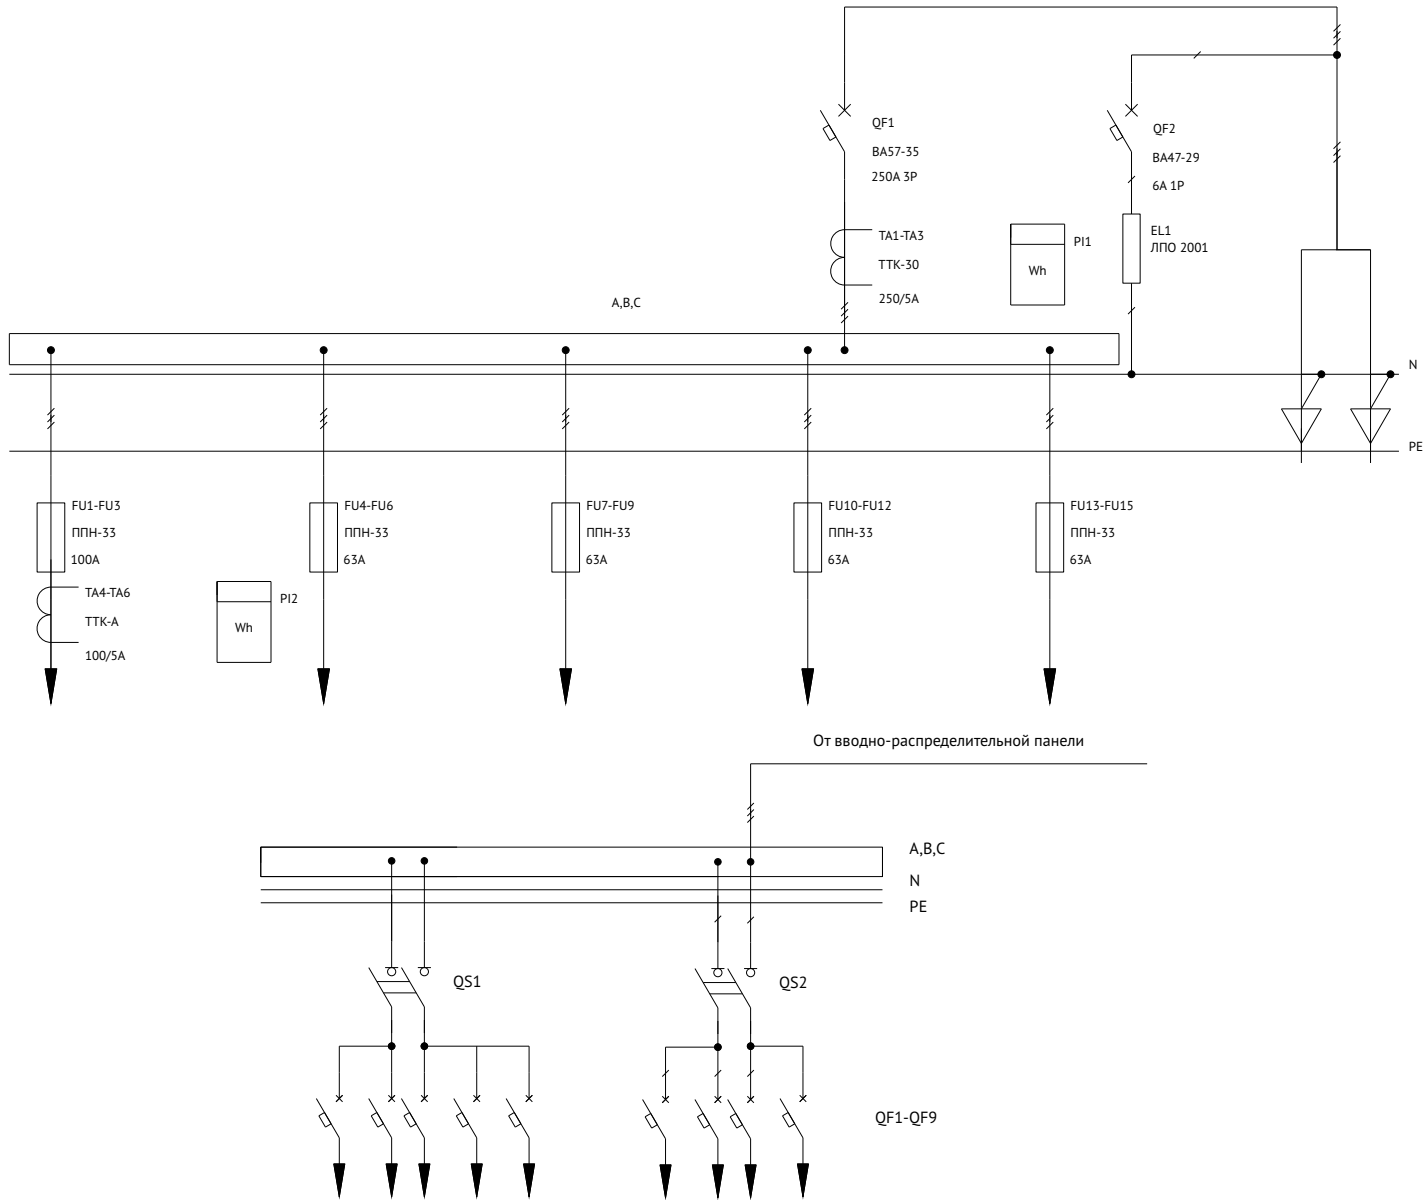 QF1
ВА57-35
250А 3Р
QF2
ВА47-29
6А 1Р
ТА1-ТА3
ТТК-30
250/5А
PI1
Wh
EL1
ЛПО 2001
А,В,С
N
PE
FU1-FU3
ППН-33
100А
FU4-FU6
ППН-33
63А
FU7-FU9
ППН-33
63А
FU10-FU12
ППН-33
63А
FU13-FU15
ППН-33
63А
ТА4-ТА6
ТТК-А
100/5А
PI2
Wh
От вводно-распределительной панели
А,В,С
N
PE
QS1
QS2
QF1-QF9